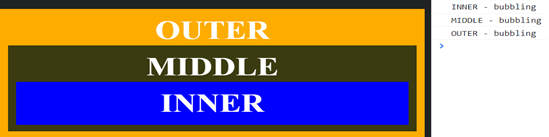 OUTER
MIDDLE
INNER
INNER - bubbling
MIDDLE - bubbling
OUTER - bubbling
>